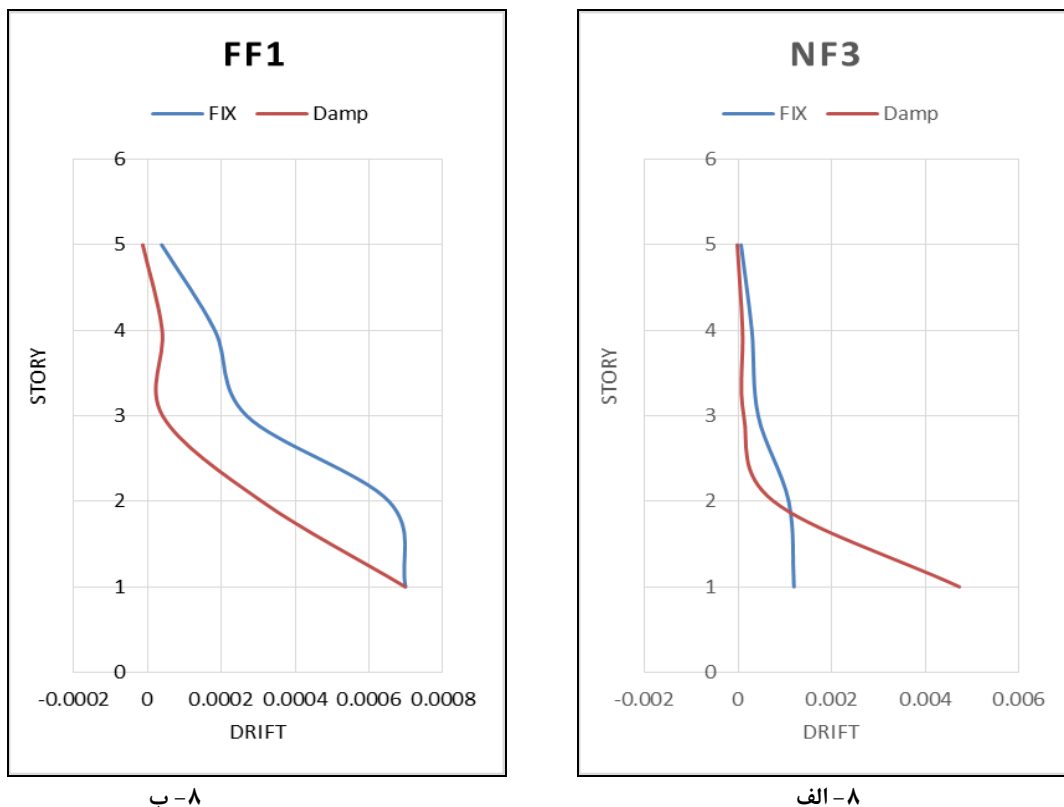 FF1
FIX
Damp
6
5
4
3
2
1
0
STORY
-0.0002
0
0.0002
0.0004
0.0006
0.0008
DRIFT
۸- ب
NF3
FIX
Damp
6
5
4
3
2
1
0
STORY
-0.002
0
0.002
0.004
0.006
DRIFT
۸- الف